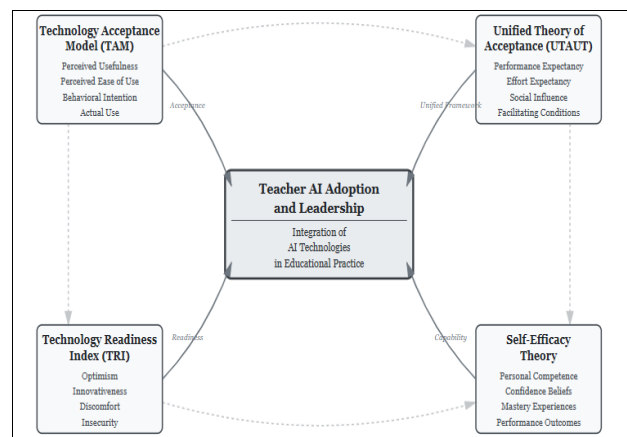 Technology Acceptance
Model (TAM)
Perceived Usefulness
Perceived Ease of Use
Behavioral Intention
Actual Use
Unified Theory of
Acceptance (UTAUT)
Performance Expectancy
Effort Expectancy
Social Influence
Facilitating Conditions
Acceptance
Unified Framework
Teacher AI Adoption
and Leadership
Integration of
AI Technologies
in Educational Practice
Readiness
Capability
Technology Readiness
Index (TRI)
Optimism
Innovativeness
Discomfort
Insecurity
Self-Efficacy
Theory
Personal Competence
Confidence Beliefs
Mastery Experiences
Performance Outcomes